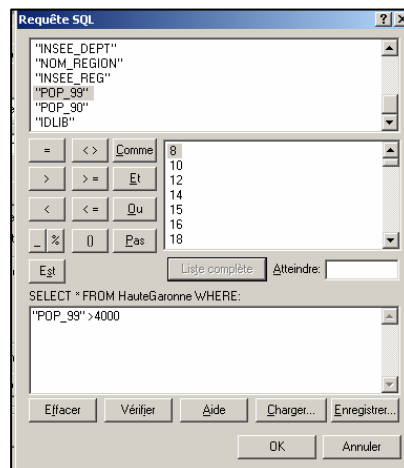 Requête SQL
"INSEE_DEPT"
"NOM_REGION"
"INSEE_REG"
"POP_99"
"POP_90"
"IDLIB"
= <> Comme
> >= Et
< <= Ou
_ % () Pas
Est
8
10
12
14
15
16
18
Liste complète Atteindre:
SELECT * FROM HauteGaronne WHERE:
"POP_99" >4000
Effacer Vérifier Aide Charger... Enregistrer...
OK Annuler